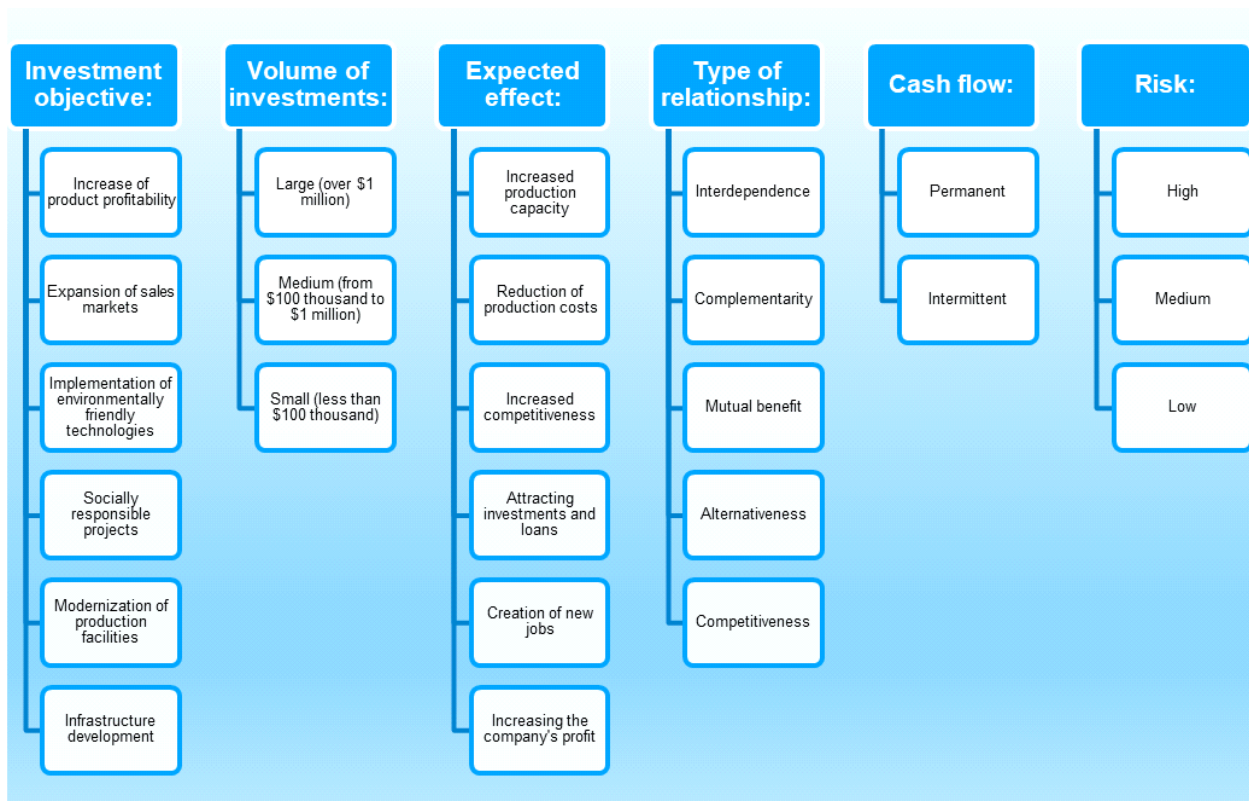 Investment
objective:
Increase of
product profitability
Expansion of sales
markets
Implementation of
environmentally
friendly
technologies
Socially
responsible
projects
Modernization of
production
facilities
Infrastructure
development
Volume of
investments:
Large (over $1
million)
Medium (from
$100 thousand to
$1 million)
Small (less than
$100 thousand)
Expected
effect:
Increased
production
capacity
Reduction of
production costs
Increased
competitiveness
Attracting
investments and
loans
Creation of new
jobs
Increasing the
company's profit
Type of
relationship:
Interdependence
Complementarity
Mutual benefit
Alternativeness
Competitiveness
Cash flow:
Permanent
Intermittent
Risk:
High
Medium
Low